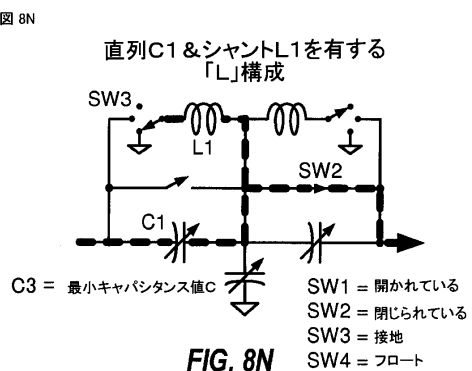 図 8N
直列C1&シャントL1を有する
「L」構成
SW3
L1
SW2
C1
C3 = 最小キャパシタンス値C
SW1 = 開かれている
SW2 = 閉じられている
SW3 = 接地
SW4 = フロート
FIG. 8N